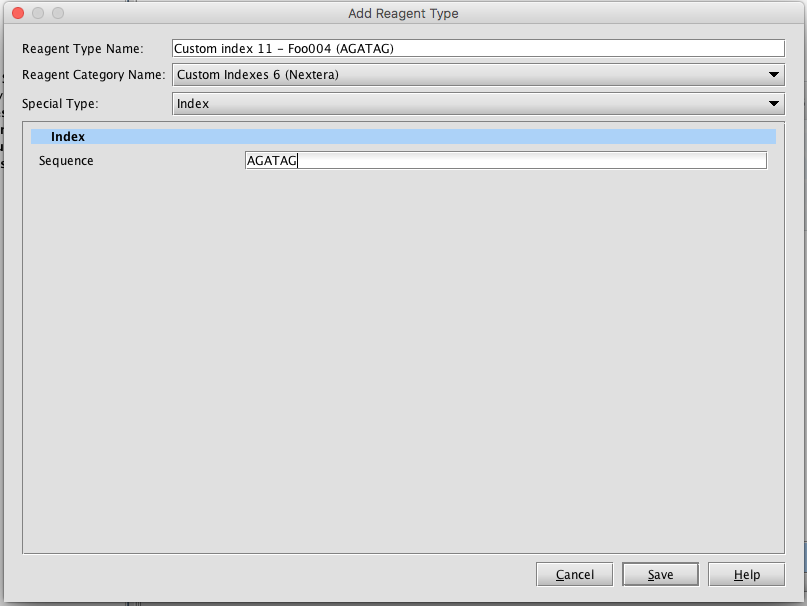 Add Reagent Type
Reagent Type Name: Custom index 11 – Foo004 (AGATAG)
Reagent Category Name: Custom Indexes 6 (Nextera)
Special Type: Index
Index
Sequence AGATAG
Cancel Save Help